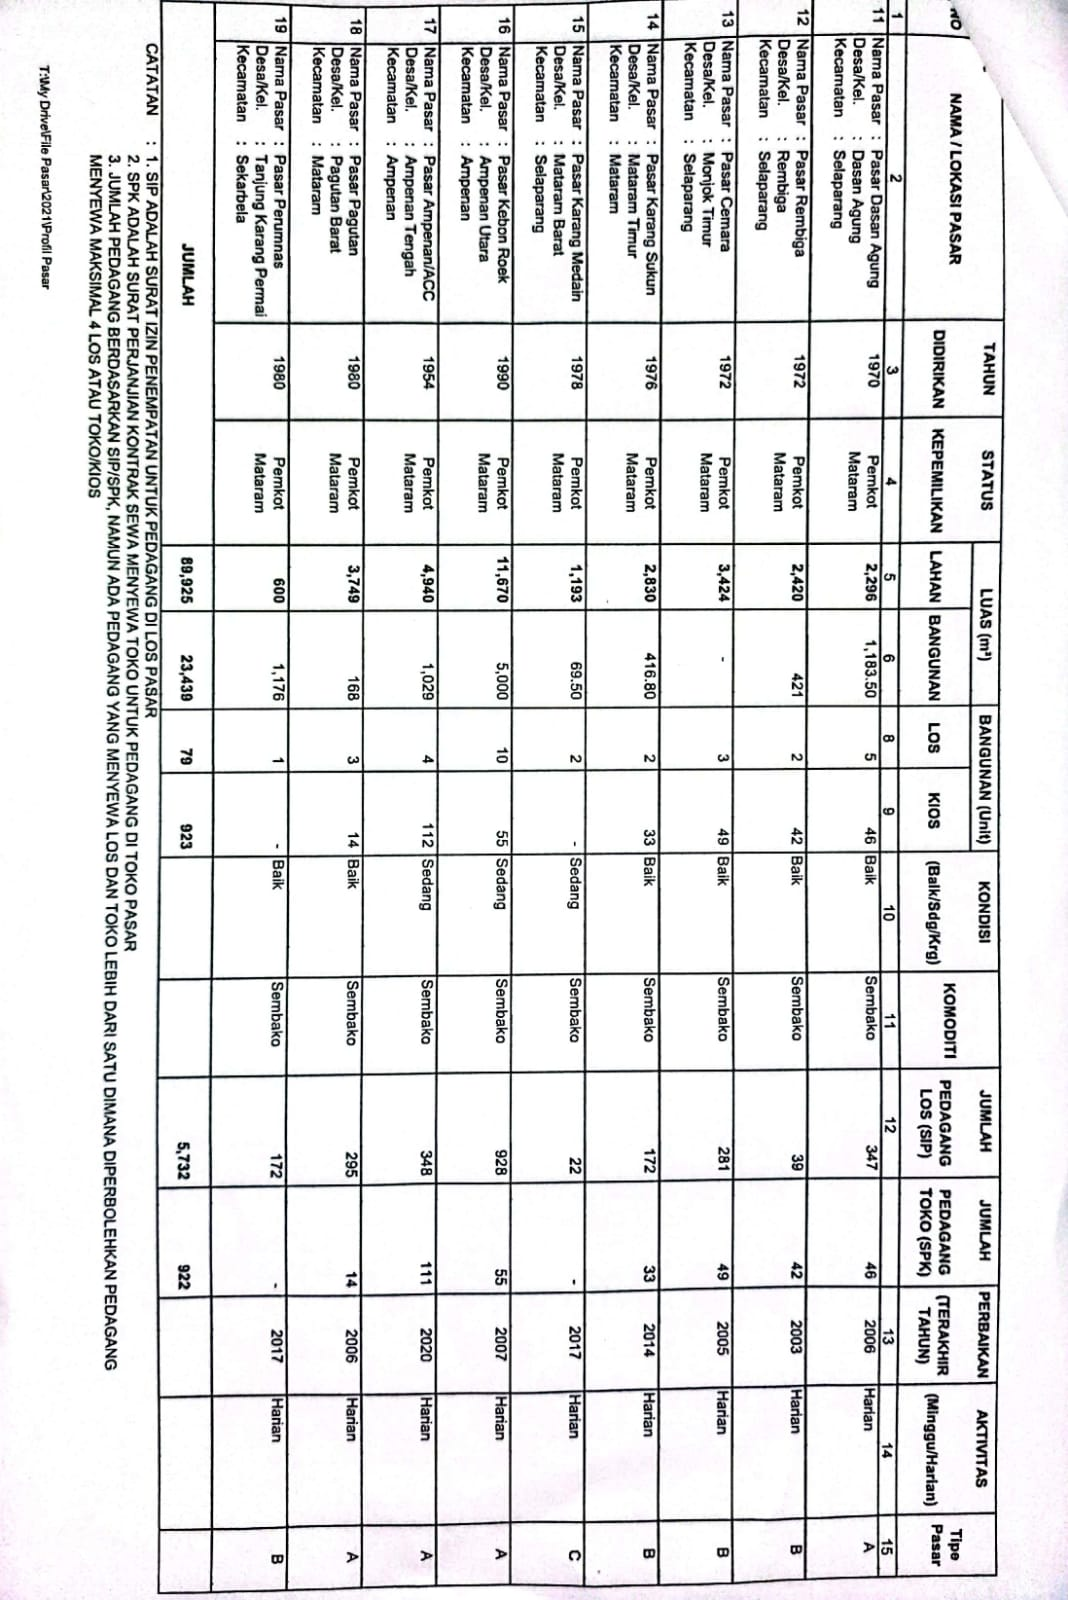 NO NAMA / LOKASI PASAR TAHUN DIDIRIKAN STATUS KEPEMILIKAN LUAS (m²) LAHAN BANGUNAN BANGUNAN (Unit) LOS KIOS KONDISI (Baik/Sdg/Krg) KOMODITI JUMLAH PEDAGANG LOS (SIP) JUMLAH PEDAGANG TOKO (SPK) PERBAIKAN (TERAKHIR TAHUN) AKTIVITAS (Minggu/Harian) Tipe Pasar
1 2 3 4 5 6 8 9 10 11 12 13 14 15
11 Nama Pasar : Pasar Dasan Agung 1970 Pemkot 2,296 1,183.50 5 46 Baik Sembako 347 46 2006 Harian A
Desa/Kel. : Dasan Agung Mataram
Kecamatan : Selaparang
12 Nama Pasar : Pasar Rembiga 1972 Pemkot 2,420 421 2 42 Baik Sembako 39 42 2003 Harian B
Desa/Kel. : Rembiga Mataram
Kecamatan : Selaparang
13 Nama Pasar : Pasar Cemara 1972 Pemkot 3,424 - 3 49 Baik Sembako 281 49 2005 Harian B
Desa/Kel. : Monjok Timur Mataram
Kecamatan : Selaparang
14 Nama Pasar : Pasar Karang Sukun 1976 Pemkot 2,830 416.80 2 33 Baik Sembako 172 33 2014 Harian B
Desa/Kel. : Mataram Timur Mataram
Kecamatan : Mataram
15 Nama Pasar : Pasar Karang Medain 1978 Pemkot 1,193 69.50 2 - Sedang Sembako 22 - 2017 Harian C
Desa/Kel. : Mataram Barat Mataram
Kecamatan : Selaparang
16 Nama Pasar : Pasar Kebon Roek 1990 Pemkot 11,670 5,000 10 55 Sedang Sembako 928 55 2007 Harian A
Desa/Kel. : Ampenan Utara Mataram
Kecamatan : Ampenan
17 Nama Pasar : Pasar Ampenan/ACC 1954 Pemkot 4,940 1,029 4 112 Sedang Sembako 348 111 2020 Harian A
Desa/Kel. : Ampenan Tengah Mataram
Kecamatan : Ampenan
18 Nama Pasar : Pasar Pagutan 1980 Pemkot 3,749 168 3 14 Baik Sembako 295 14 2006 Harian A
Desa/Kel. : Pagutan Barat Mataram
Kecamatan : Mataram
19 Nama Pasar : Pasar Perumnas 1980 Pemkot 600 1,176 1 - Baik Sembako 172 - 2017 Harian B
Desa/Kel. : Tanjung Karang Permai Mataram
Kecamatan : Sekarbela
JUMLAH 89,925 23,439 79 923 5,732 922
CATATAN : 1. SIP ADALAH SURAT IZIN PENEMPATAN UNTUK PEDAGANG DI LOS PASAR
2. SPK ADALAH SURAT PERJANJIAN KONTRAK SEWA MENYEWA TOKO UNTUK PEDAGANG DI TOKO PASAR
3. JUMLAH PEDAGANG BERDASARKAN SIP/SPK, NAMUN ADA PEDAGANG YANG MENYEWA LOS DAN TOKO LEBIH DARI SATU DIMANA DIPERBOLEHKAN PEDAGANG
MENYEWA MAKSIMAL 4 LOS ATAU TOKO/KIOS
T:\My Drive\File Pasar\2021\Profil Pasar